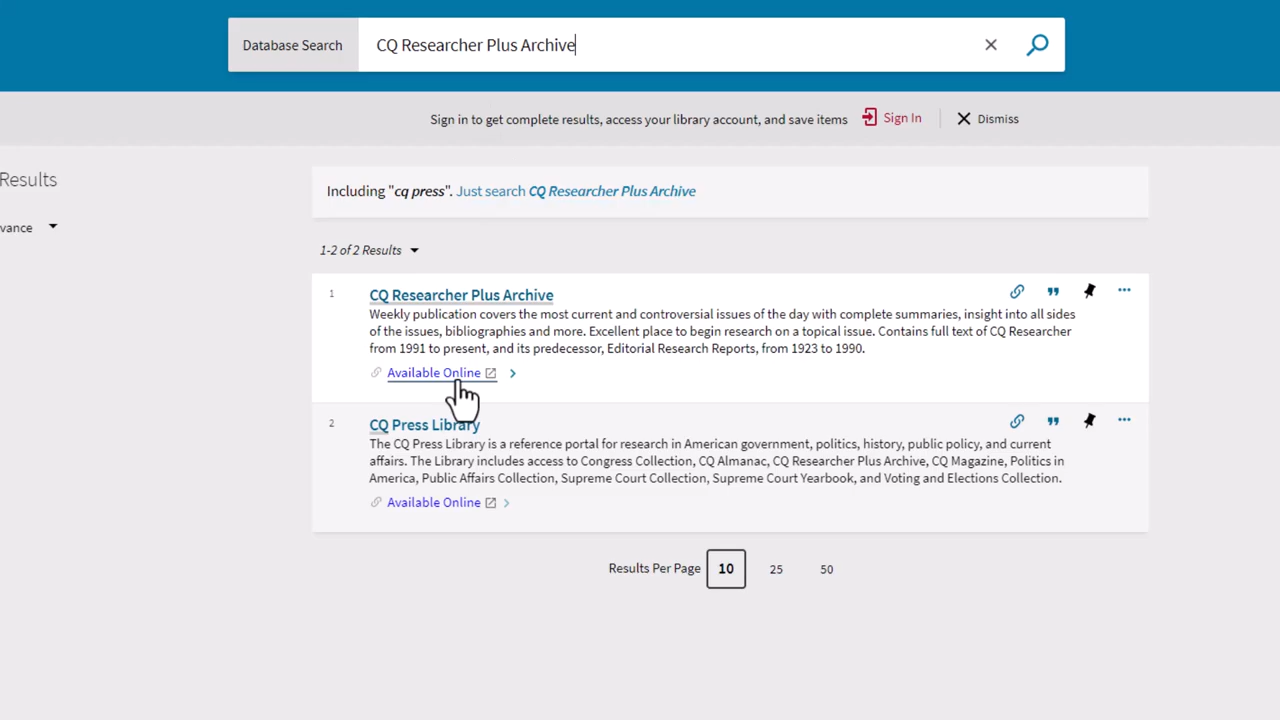 Database Search
CQ Researcher Plus Archive
Sign in to get complete results, access your library account, and save items
Sign In
Dismiss
Results
vance
Including "cq press". Just search CQ Researcher Plus Archive
1-2 of 2 Results
1
CQ Researcher Plus Archive
Weekly publication covers the most current and controversial issues of the day with complete summaries, insight into all sides
of the issues, bibliographies and more. Excellent place to begin research on a topical issue. Contains full text of CQ Researcher
from 1991 to present, and its predecessor, Editorial Research Reports, from 1923 to 1990.
Available Online
2
CQ Press Library
The CQ Press Library is a reference portal for research in American government, politics, history, public policy, and current
affairs. The Library includes access to Congress Collection, CQ Almanac, CQ Researcher Plus Archive, CQ Magazine, Politics in
America, Public Affairs Collection, Supreme Court Collection, Supreme Court Yearbook, and Voting and Elections Collection.
Available Online
Results Per Page 10 25 50